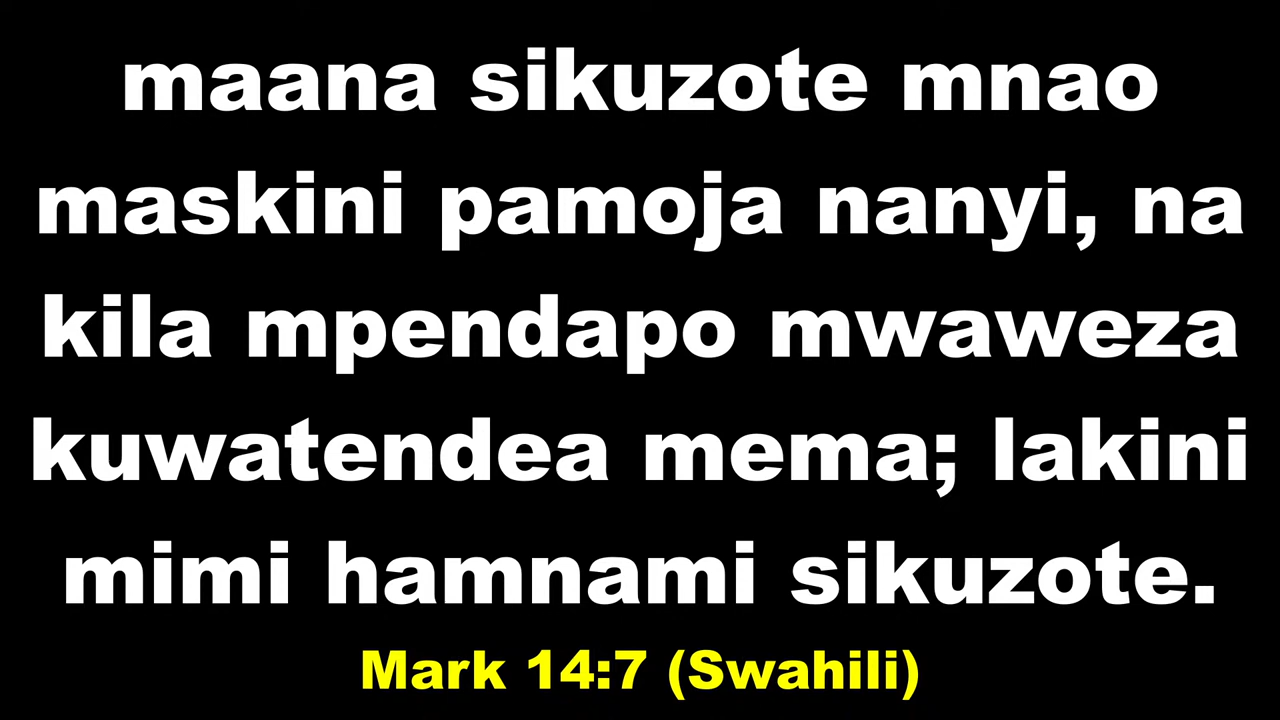 maana sikuzote mnao
maskini pamoja nanyi, na
kila mpendapo mwaweza
kuwatendea mema; lakini
mimi hamnami sikuzote.
Mark 14:7 (Swahili)